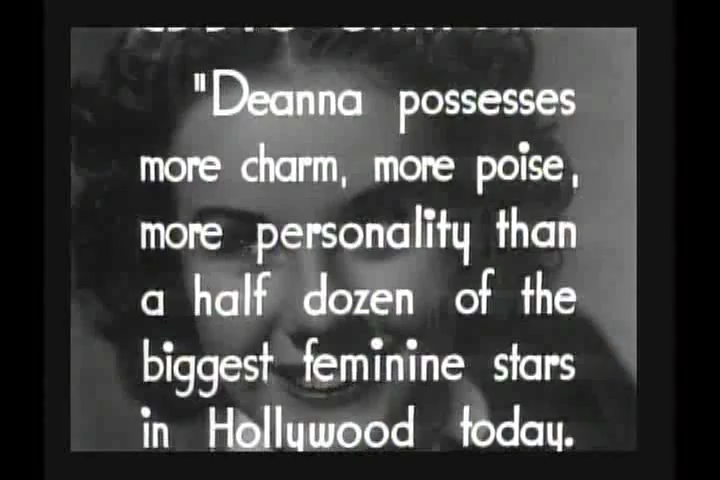 "Deanna possesses
more charm, more poise,
more personality than
a half dozen of the
biggest feminine stars
in Hollywood today.